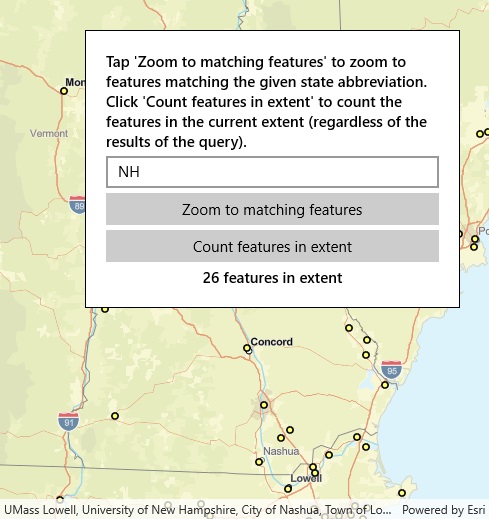 Tap 'Zoom to matching features' to zoom to
features matching the given state abbreviation.
Click 'Count features in extent' to count the
features in the current extent (regardless of the
results of the query).
Mon
NH
Vermont
89
Zoom to matching features
Po
Count features in extent
26 features in extent
Concord
95
91
Nashua
Lowell
UMass Lowell, University of New Hampshire, City of Nashua, Town of Lo... Powered by Esri